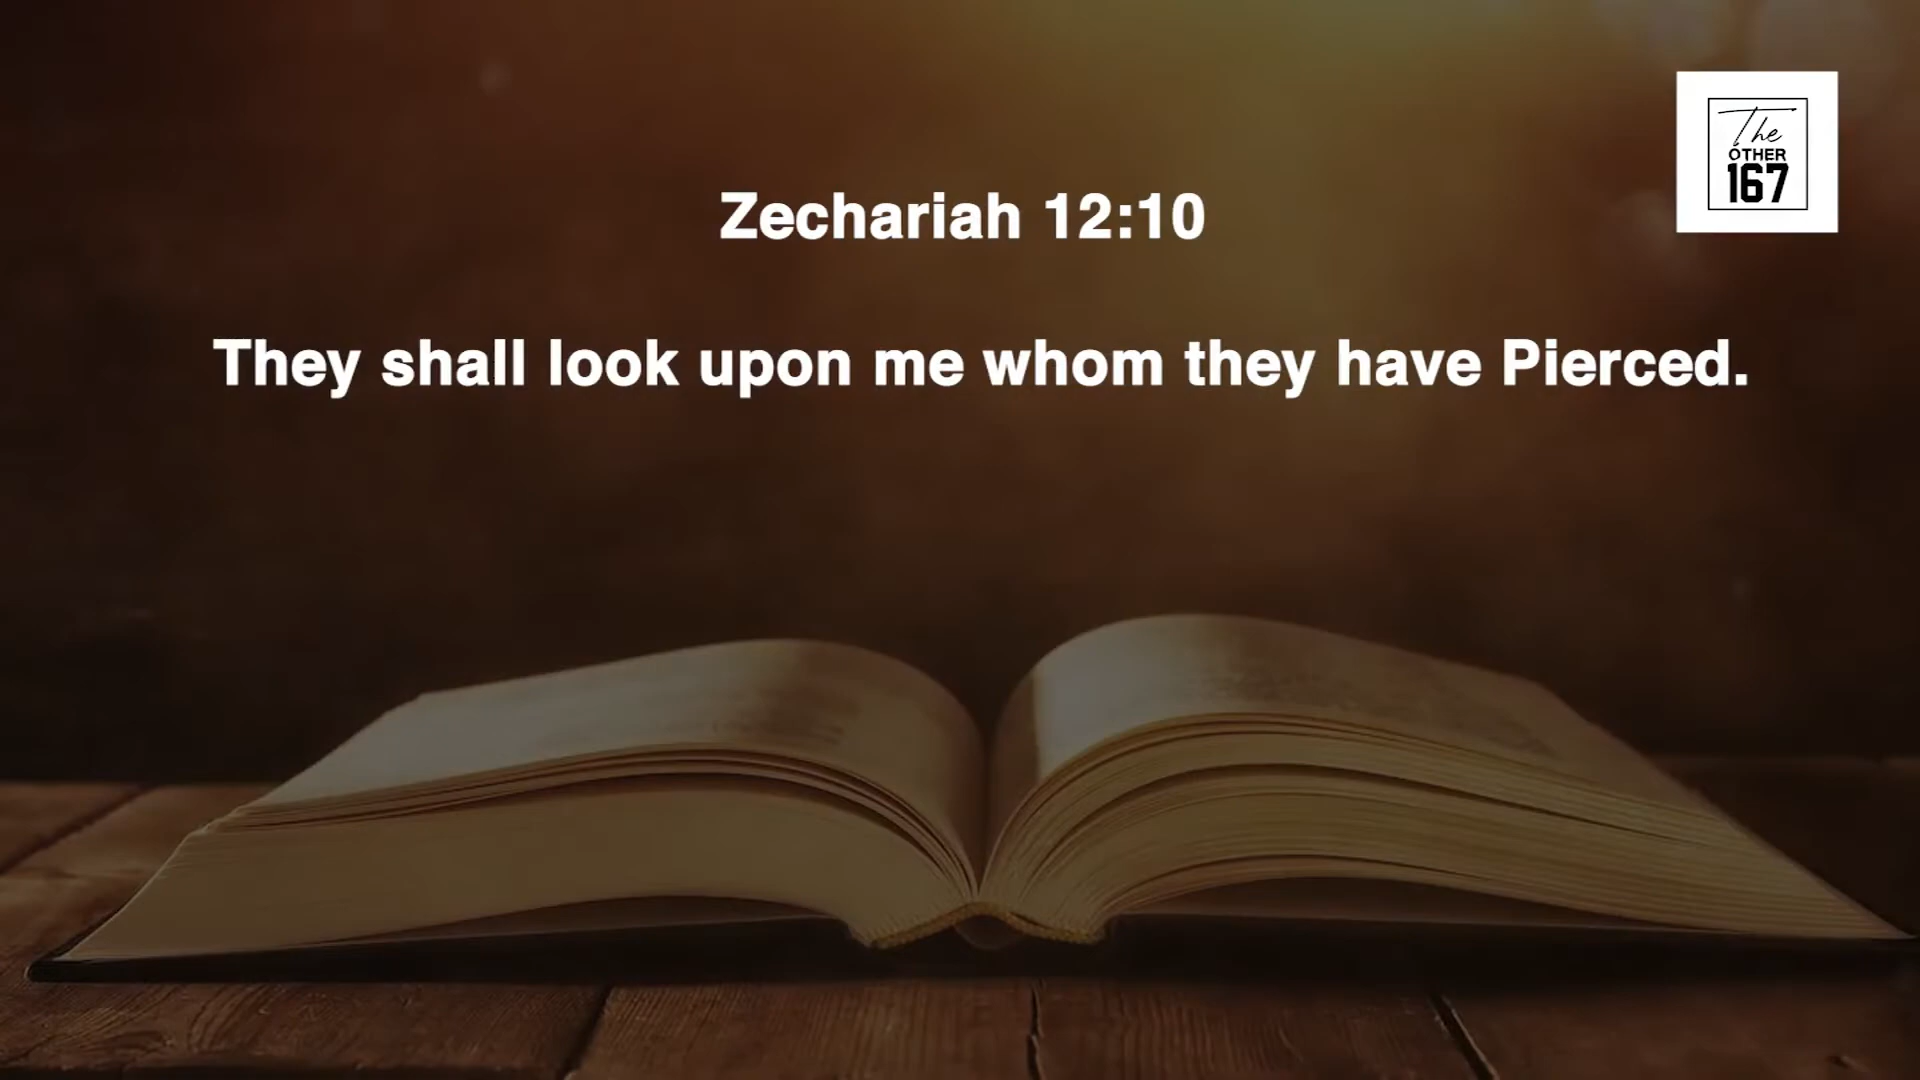 The
OTHER
167
Zechariah 12:10
They shall look upon me whom they have Pierced.